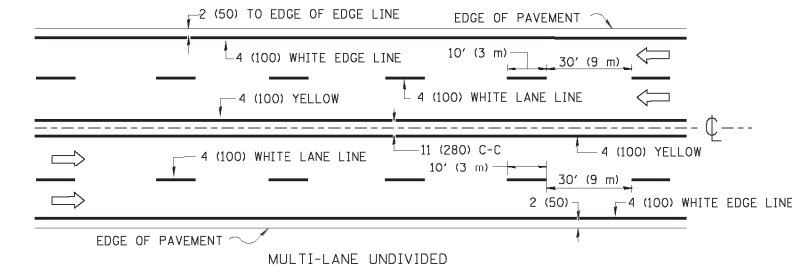 2 (50) TO EDGE OF EDGE LINE
EDGE OF PAVEMENT
4 (100) WHITE EDGE LINE
10' (3 m)
30' (9 m)
4 (100) YELLOW
4 (100) WHITE LANE LINE
CL
4 (100) WHITE LANE LINE
11 (280) C-C
4 (100) YELLOW
10' (3 m)
30' (9 m)
2 (50)
4 (100) WHITE EDGE LINE
EDGE OF PAVEMENT
MULTI-LANE UNDIVIDED